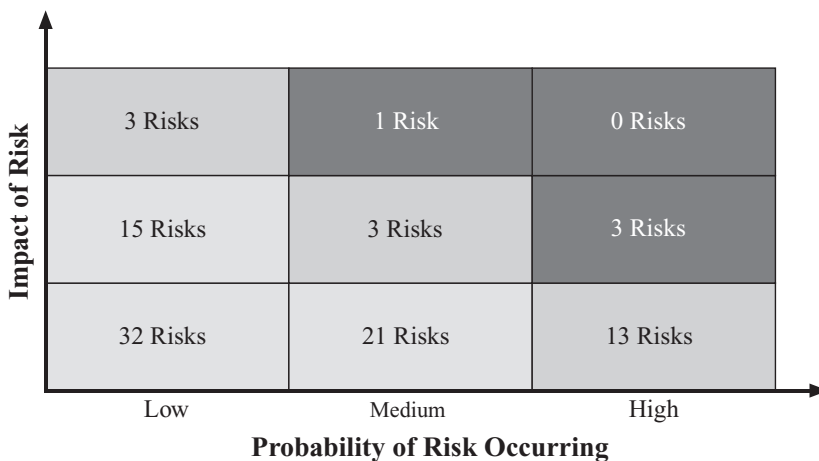 Impact of Risk
3 Risks
1 Risk
0 Risks
15 Risks
3 Risks
3 Risks
32 Risks
21 Risks
13 Risks
Low
Medium
High
Probability of Risk Occurring